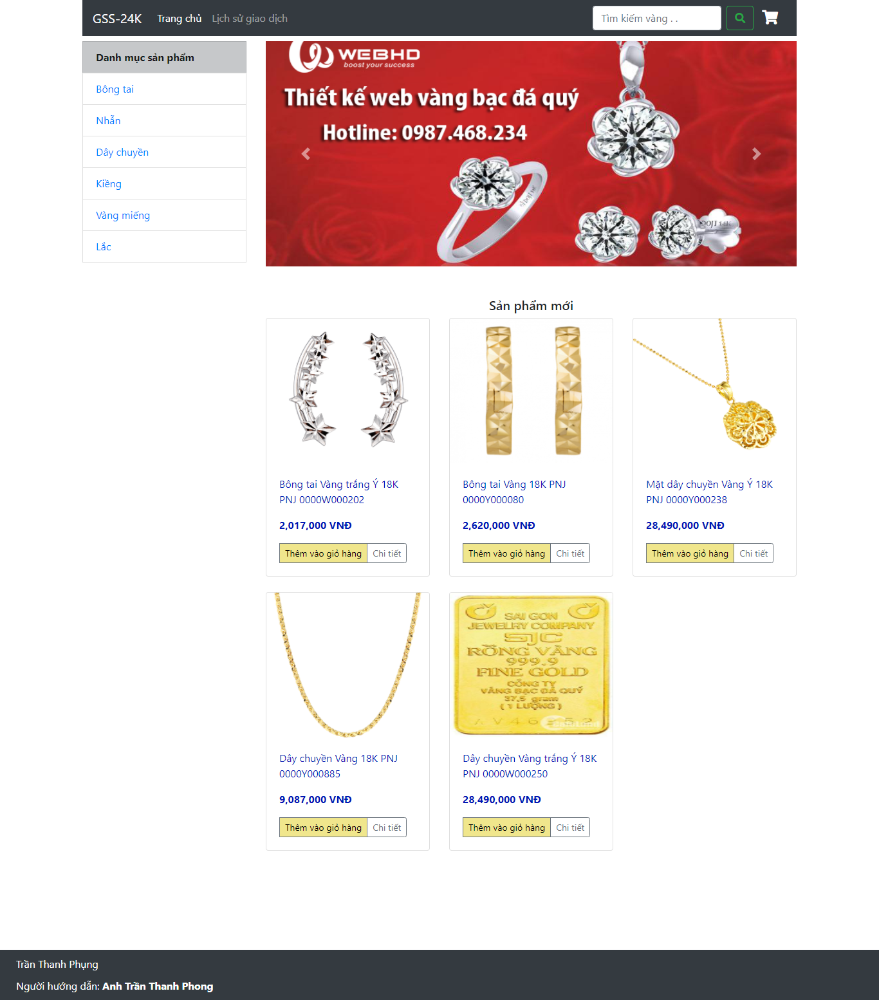 GSS-24K Trang chủ Lịch sử giao dịch Tìm kiếm vàng . .
Danh mục sản phẩm
Bông tai
Nhẫn
Dây chuyền
Kiềng
Vàng miếng
Lắc
WEBHD
boost your success
Thiết kế web vàng bạc đá quý
Hotline: 0987.468.234
DOJI 14K
Sản phẩm mới
Bông tai Vàng trắng Ý 18K
PNJ 0000W000202
2,017,000 VNĐ
Thêm vào giỏ hàng Chi tiết
Bông tai Vàng 18K PNJ
0000Y000080
2,620,000 VNĐ
Thêm vào giỏ hàng Chi tiết
Mặt dây chuyền Vàng Ý 18K
PNJ 0000Y000238
28,490,000 VNĐ
Thêm vào giỏ hàng Chi tiết
Dây chuyền Vàng 18K PNJ
0000Y000885
9,087,000 VNĐ
Thêm vào giỏ hàng Chi tiết
SAI GON
JEWELRY COMPANY
SJC
RỒNG VÀNG
999.9
FINE GOLD
CÔNG TY
VÀNG BẠC ĐÁ QUÝ
37,5 gram
( 1 LƯỢNG )
Dây chuyền Vàng trắng Ý 18K
PNJ 0000W000250
28,490,000 VNĐ
Thêm vào giỏ hàng Chi tiết
Trần Thanh Phụng
Người hướng dẫn: Anh Trần Thanh Phong